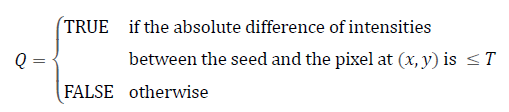 TRUE if the absolute difference of intensities
Q = between the seed and the pixel at (x, y) is ≤ T
FALSE otherwise